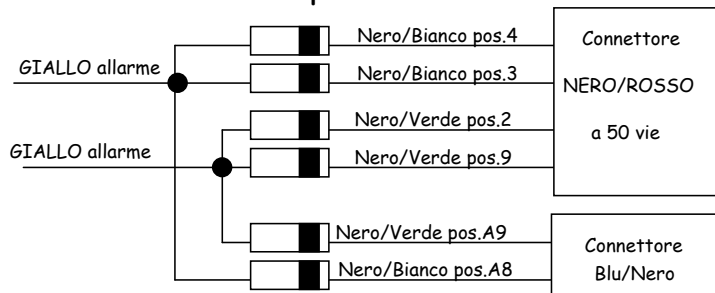 Nero/Bianco pos.4
Connettore
GIALLO allarme
Nero/Bianco pos.3
NERO/ROSSO
Nero/Verde pos.2
a 50 vie
GIALLO allarme
Nero/Verde pos.9
Nero/Verde pos.A9
Connettore
Nero/Bianco pos.A8
Blu/Nero